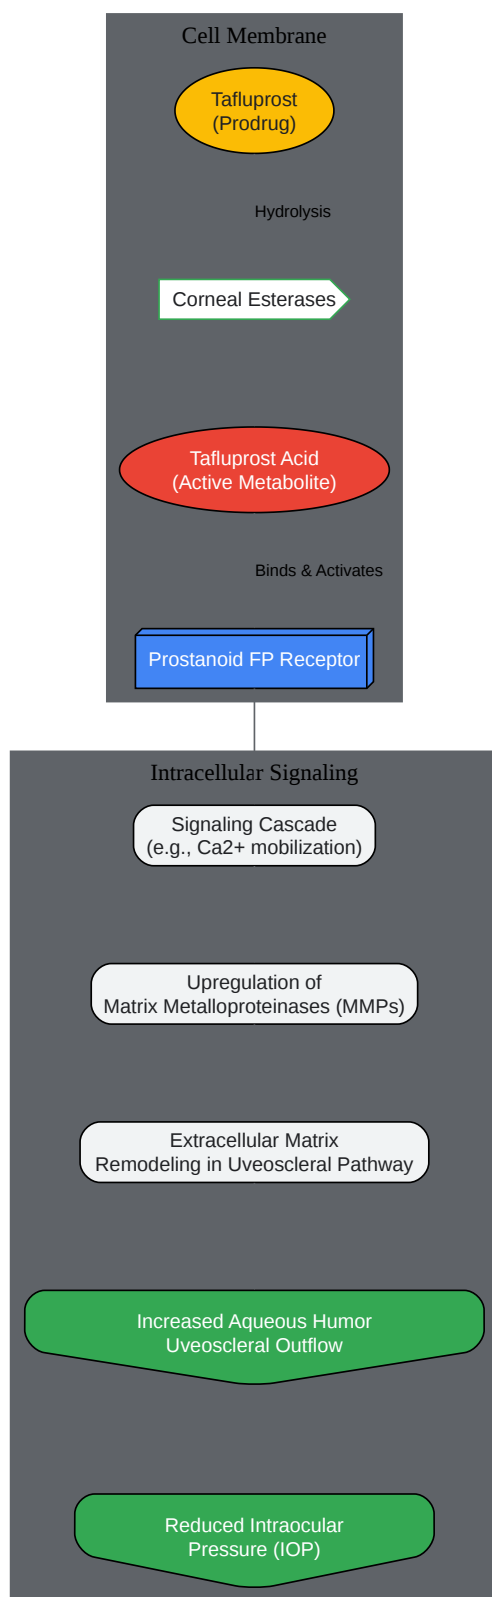 Cell Membrane
Tafluprost
(Prodrug)
Hydrolysis
Corneal Esterases
Tafluprost Acid
(Active Metabolite)
Binds & Activates
Prostanoid FP Receptor
Intracellular Signaling
Signaling Cascade
(e.g., Ca2+ mobilization)
Upregulation of
Matrix Metalloproteinases (MMPs)
Extracellular Matrix
Remodeling in Uveoscleral Pathway
Increased Aqueous Humor
Uveoscleral Outflow
Reduced Intraocular
Pressure (IOP)